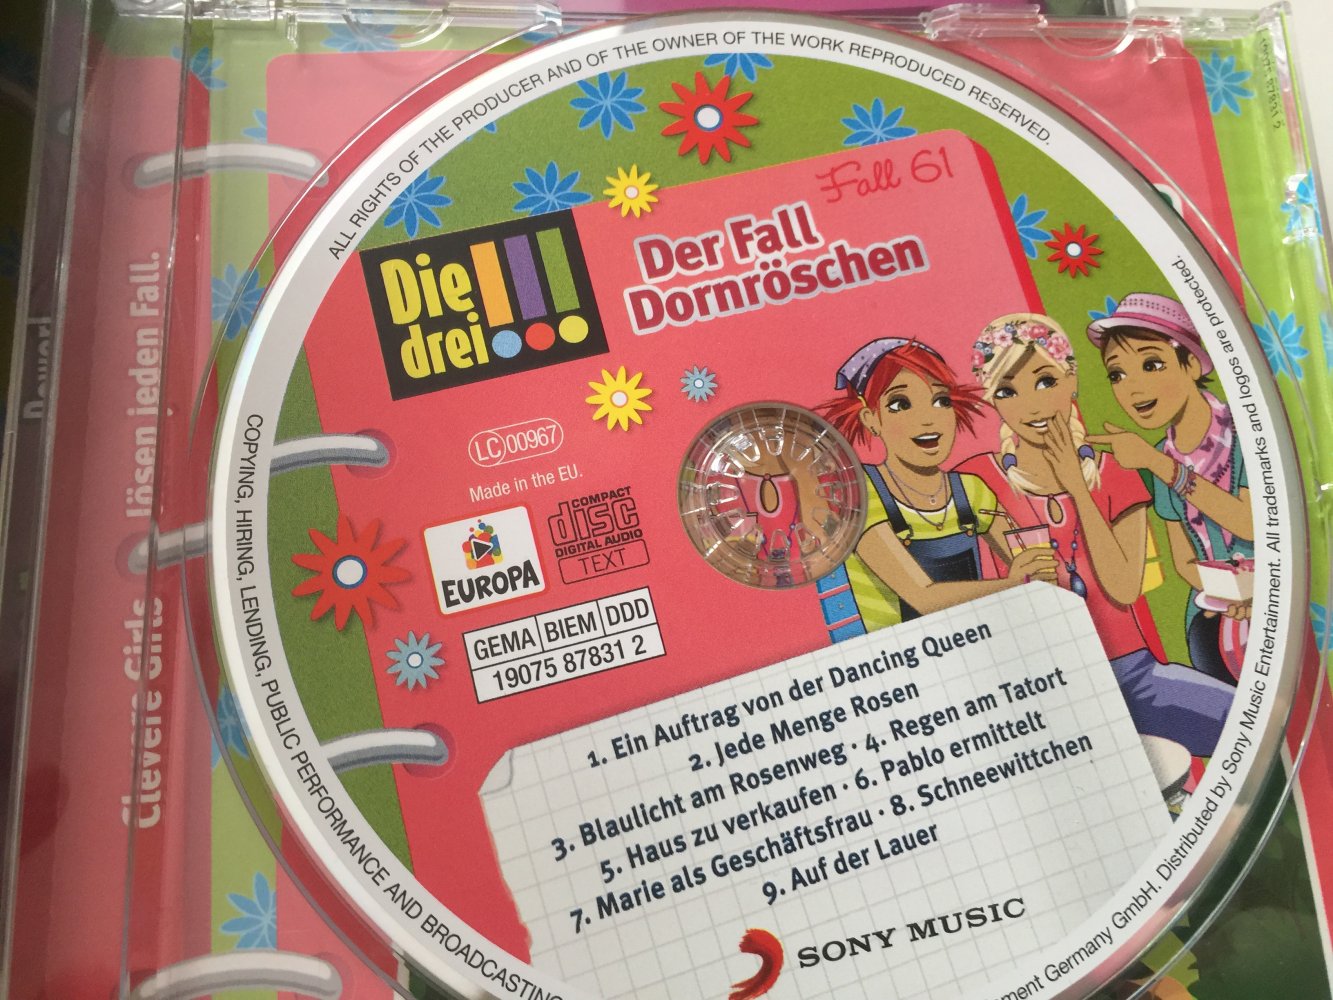 ALL RIGHTS OF THE PRODUCER AND OF THE OWNER OF THE WORK REPRODUCED RESERVED.
Fall 61
Die
drei!!!
Der Fall
Dornröschen
LC 00967
Made in the EU.
EUROPA
COMPACT
disc
DIGITAL AUDIO
TEXT
GEMA BIEM DDD
19075 87831 2
1. Ein Auftrag von der Dancing Queen
2. Jede Menge Rosen
3. Blaulicht am Rosenweg · 4. Regen am Tatort
5. Haus zu verkaufen · 6. Pablo ermittelt
7. Marie als Geschäftsfrau · 8. Schneewittchen
9. Auf der Lauer
SONY MUSIC
COPYING, HIRING, LENDING, PUBLIC PERFORMANCE AND BROADCASTING
Germany GmbH. Distributed by Sony Music Entertainment. All trademarks and logos are protected.
Clevere Girls lösen jeden Fall.